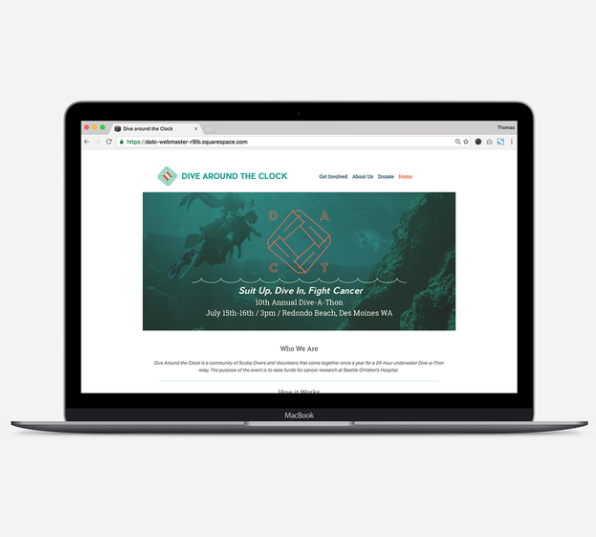 Dive around the Clock
Thomas
https://datc-webmaster-r9lb.squarespace.com
DIVE AROUND THE CLOCK
Get Involved About Us Donate Home
D A
C T
Suit Up, Dive In, Fight Cancer
10th Annual Dive-A-Thon
July 15th-16th / 3pm / Redondo Beach, Des Moines WA
Who We Are
Dive Around the Clock is a community of Scuba Divers and Volunteers that come together once a year for a 24-hour underwater Dive-a-Thon
relay. The purpose of the event is to raise funds for cancer research at Seattle Children's Hospital
How it Works
MacBook